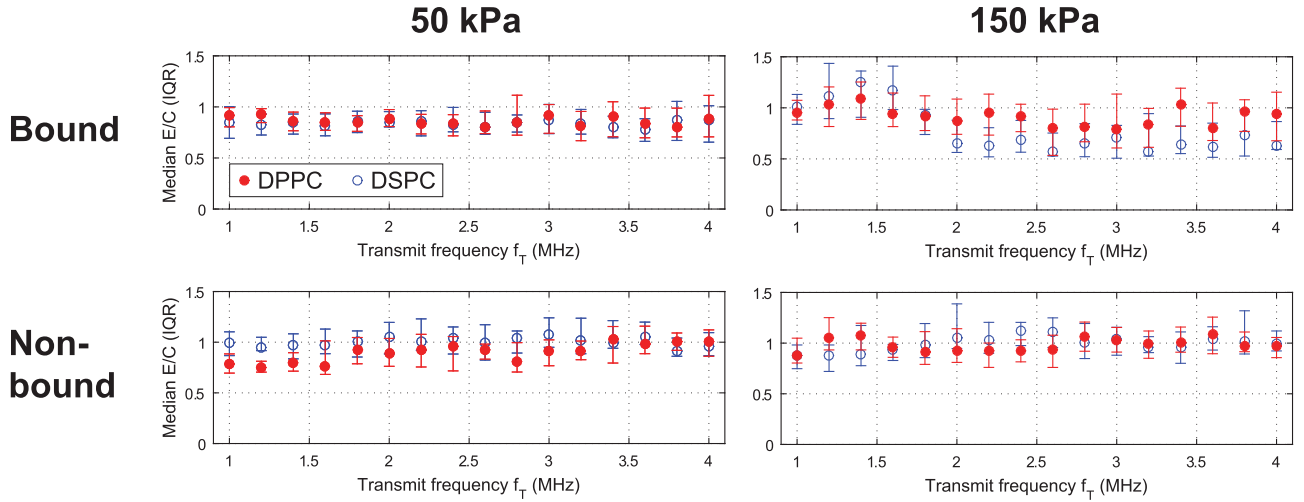 50 kPa
150 kPa
Bound
Median E/C (IQR)
1.5
1
0.5
0
DPPC DSPC
1 1.5 2 2.5 3 3.5 4
Transmit frequency f_T (MHz)
1.5
1
0.5
0
1 1.5 2 2.5 3 3.5 4
Transmit frequency f_T (MHz)
Non-
bound
Median E/C (IQR)
1.5
1
0.5
0
1 1.5 2 2.5 3 3.5 4
Transmit frequency f_T (MHz)
1.5
1
0.5
0
1 1.5 2 2.5 3 3.5 4
Transmit frequency f_T (MHz)